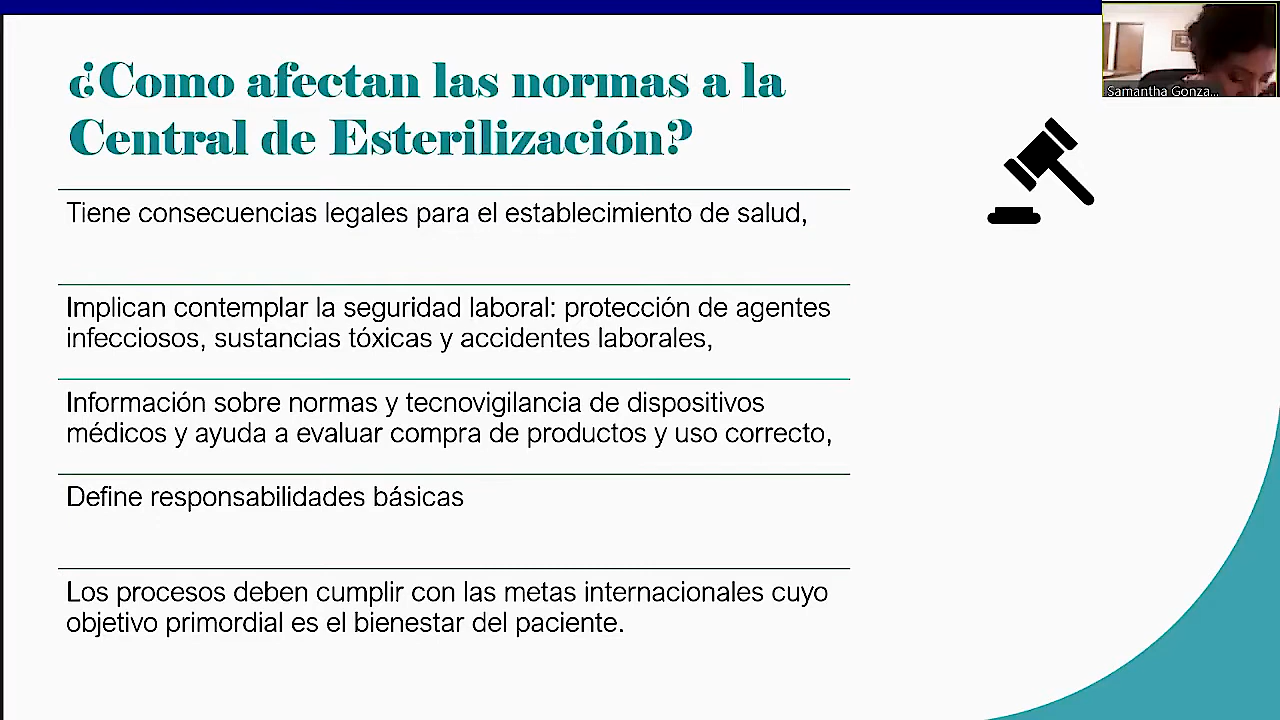 ¿Como afectan las normas a la
Central de Esterilización?
Samantha Gonza...
Tiene consecuencias legales para el establecimiento de salud,
Implican contemplar la seguridad laboral: protección de agentes
infecciosos, sustancias tóxicas y accidentes laborales,
Información sobre normas y tecnovigilancia de dispositivos
médicos y ayuda a evaluar compra de productos y uso correcto,
Define responsabilidades básicas
Los procesos deben cumplir con las metas internacionales cuyo
objetivo primordial es el bienestar del paciente.